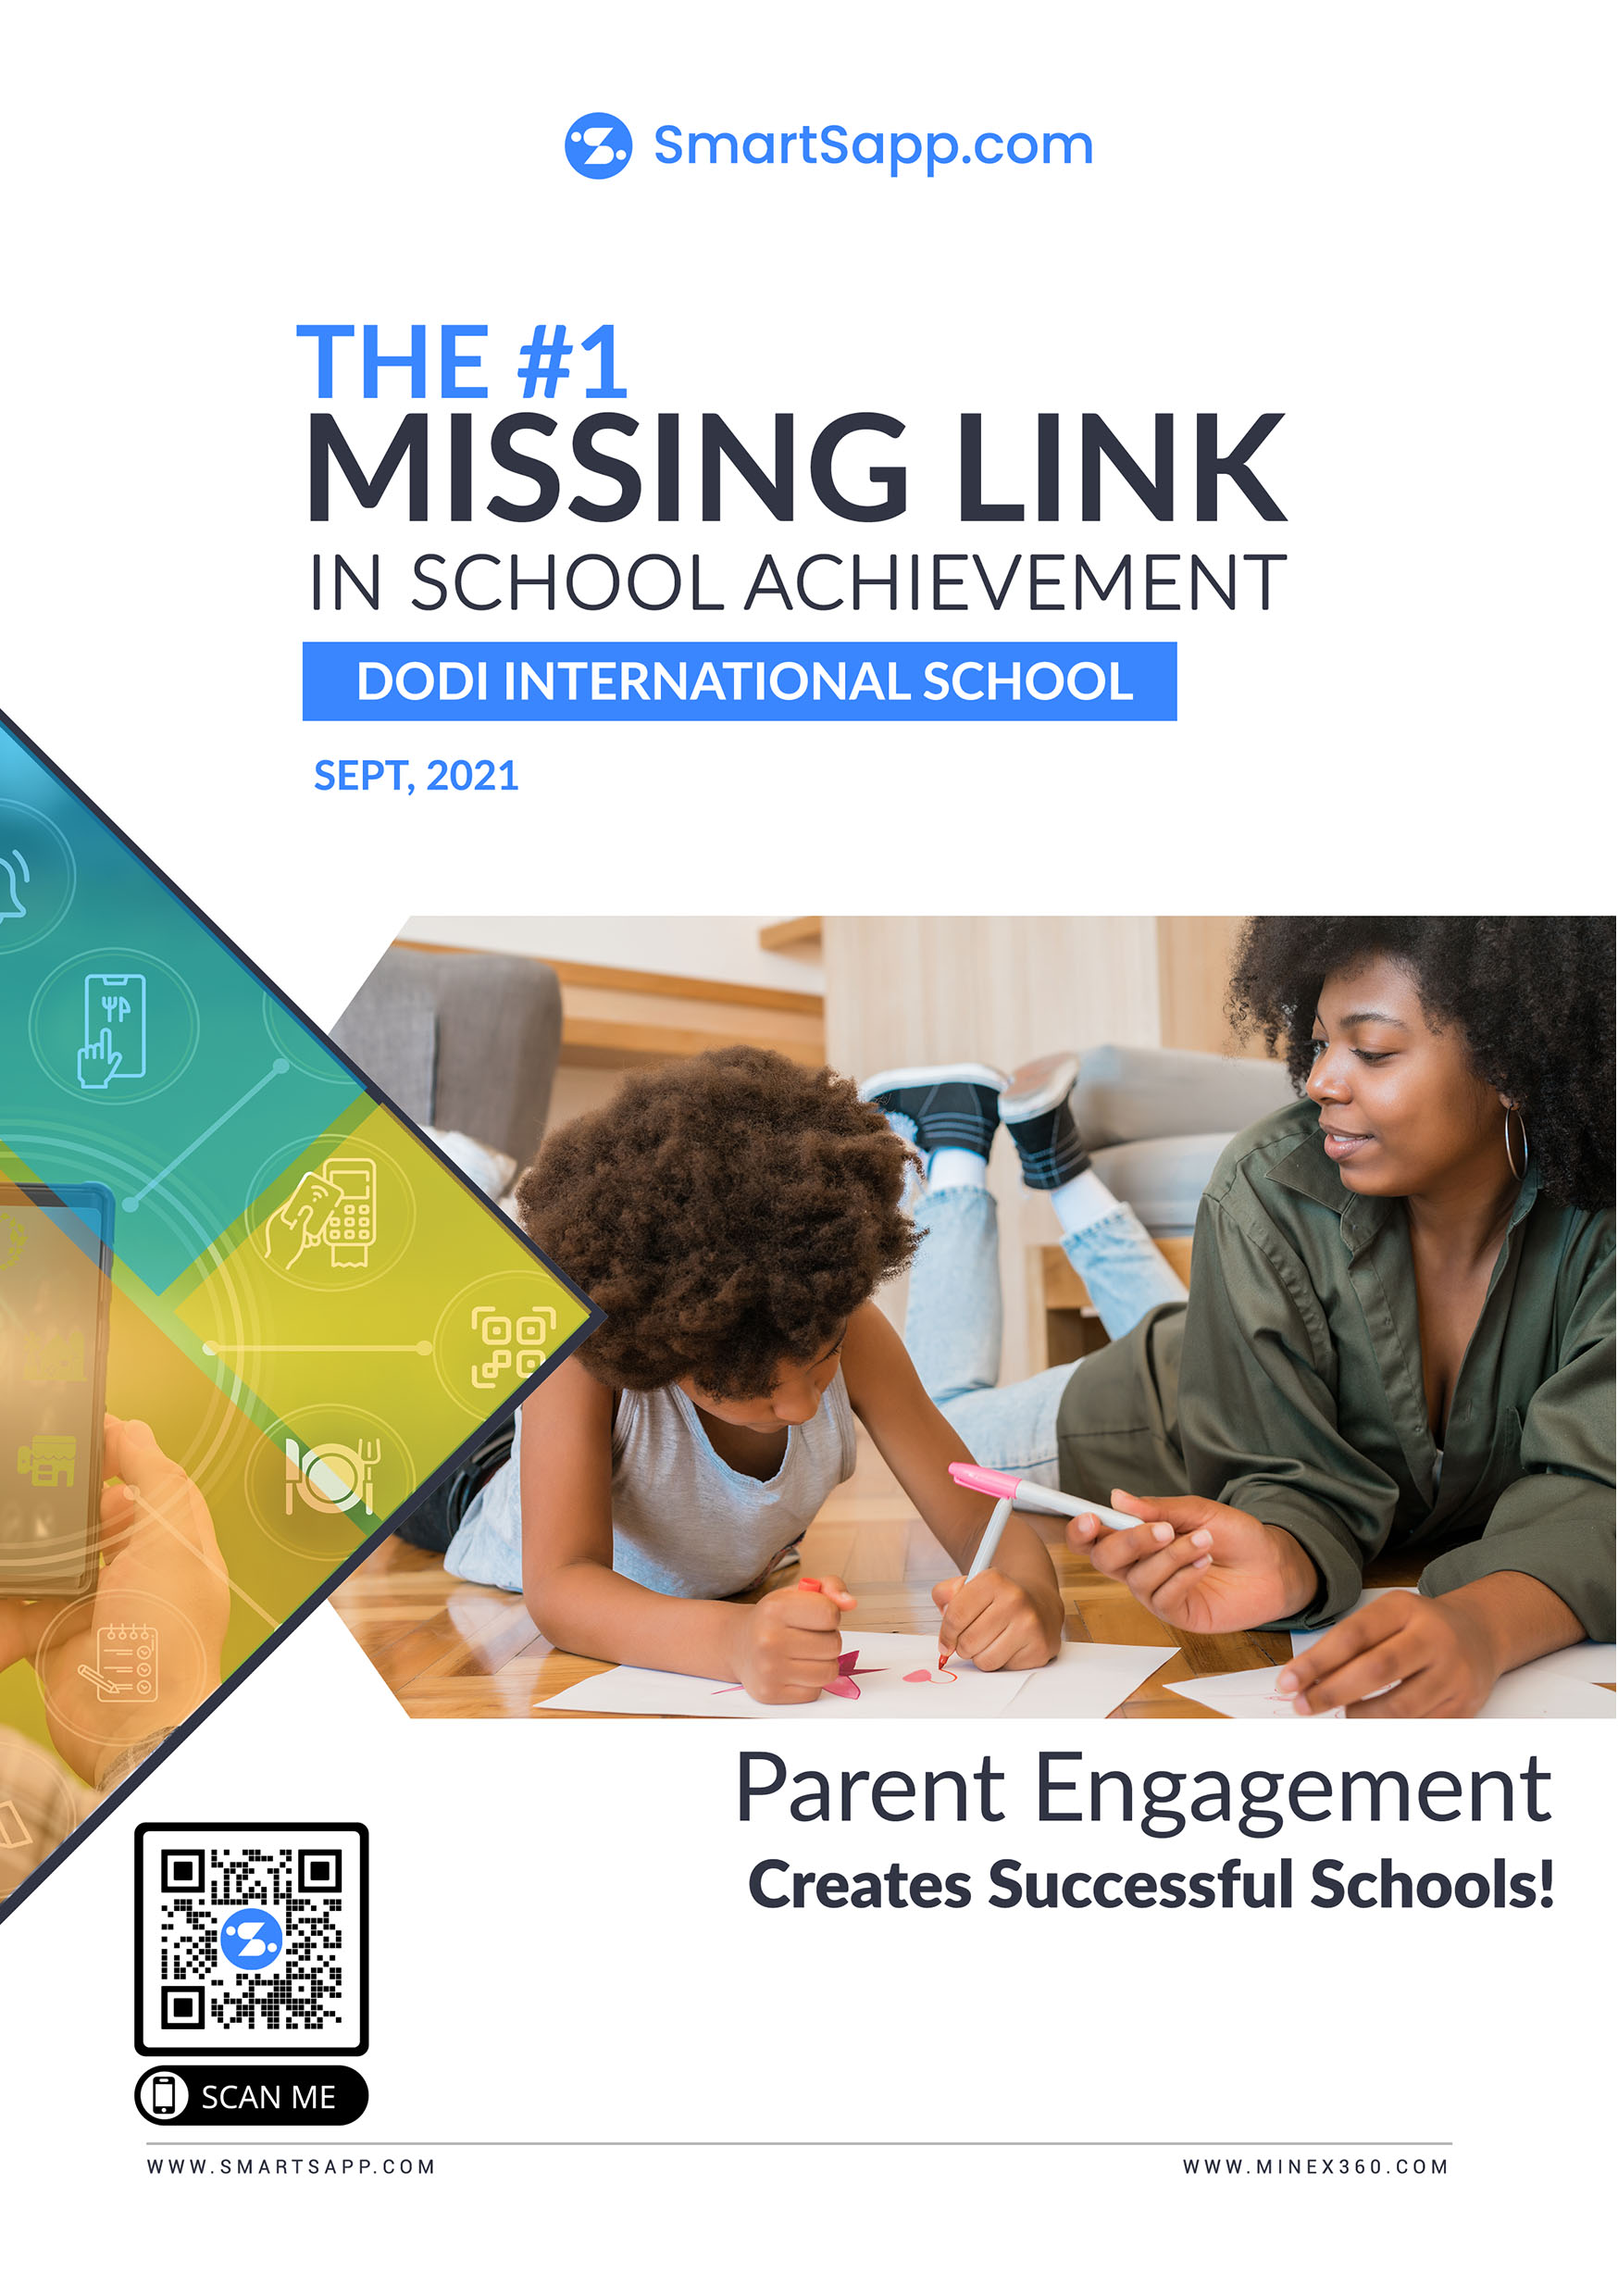 SmartSapp.com
THE #1
MISSING LINK
IN SCHOOL ACHIEVEMENT
DODI INTERNATIONAL SCHOOL
SEPT, 2021
Parent Engagement
Creates Successful Schools!
SCAN ME
WWW.SMARTSAPP.COM
WWW.MINEX360.COM